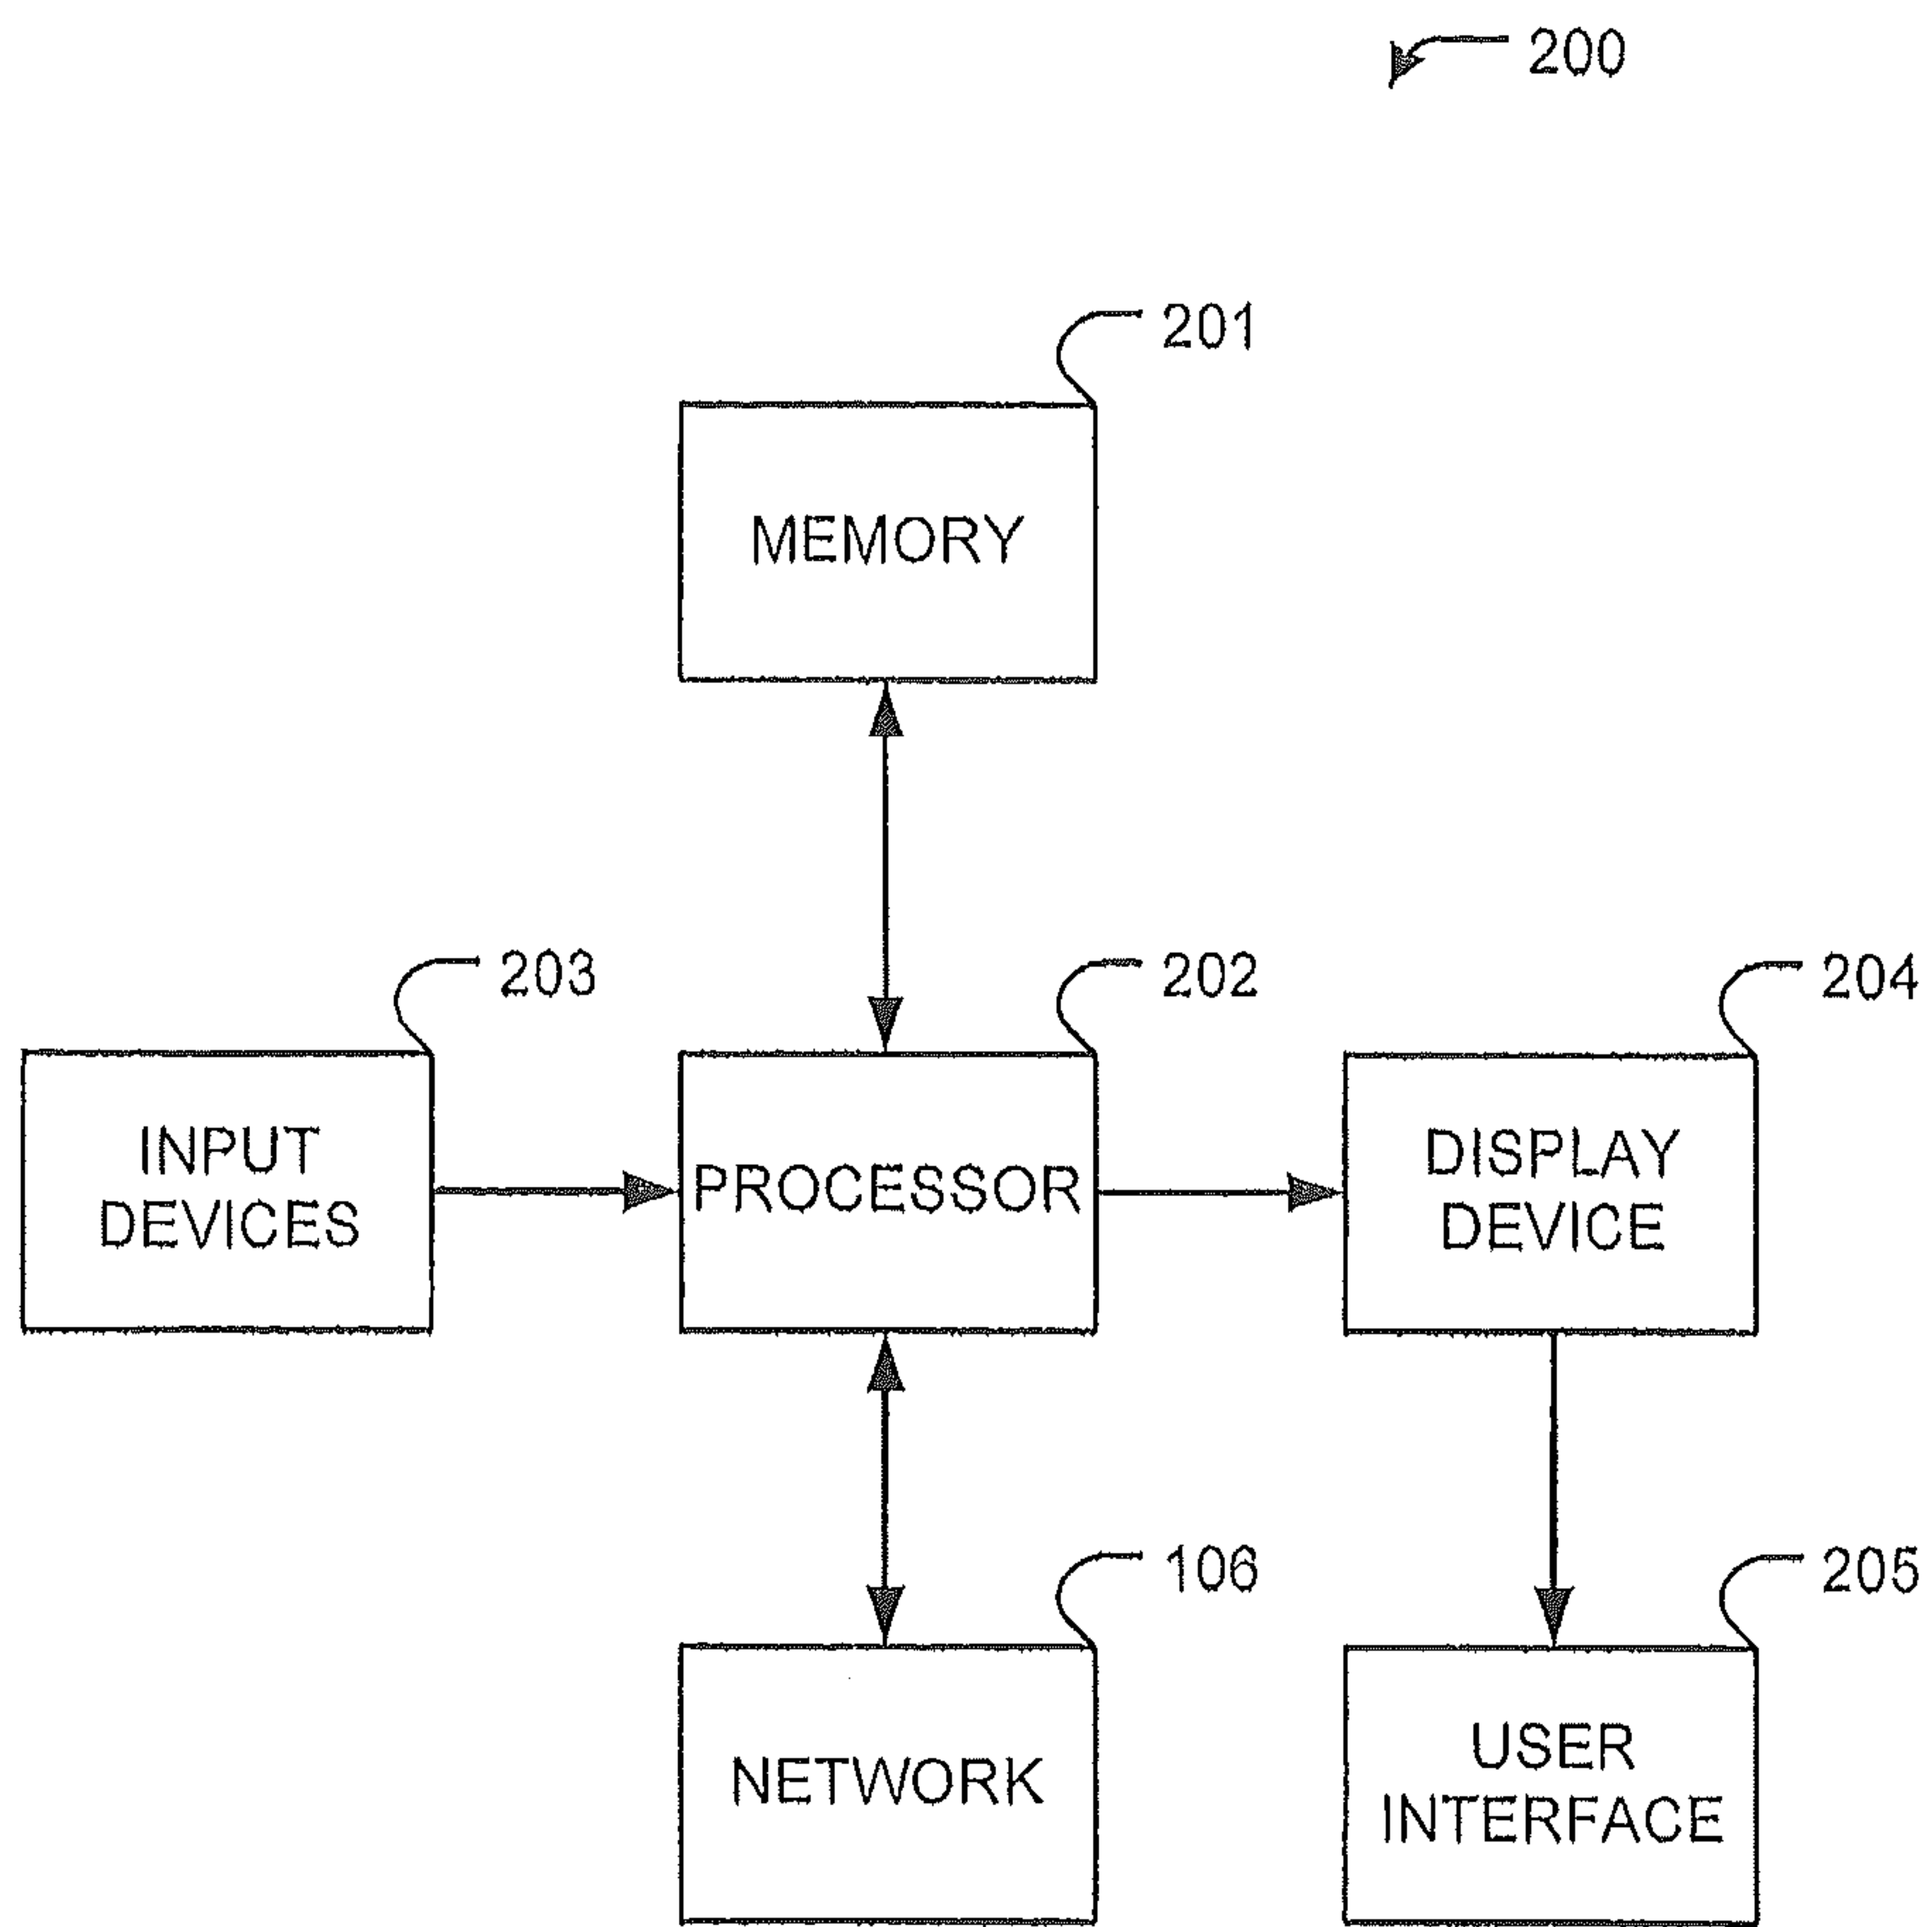 200
201
MEMORY
203
202
204
INPUT
DEVICES
PROCESSOR
DISPLAY
DEVICE
106
205
NETWORK
USER
INTERFACE